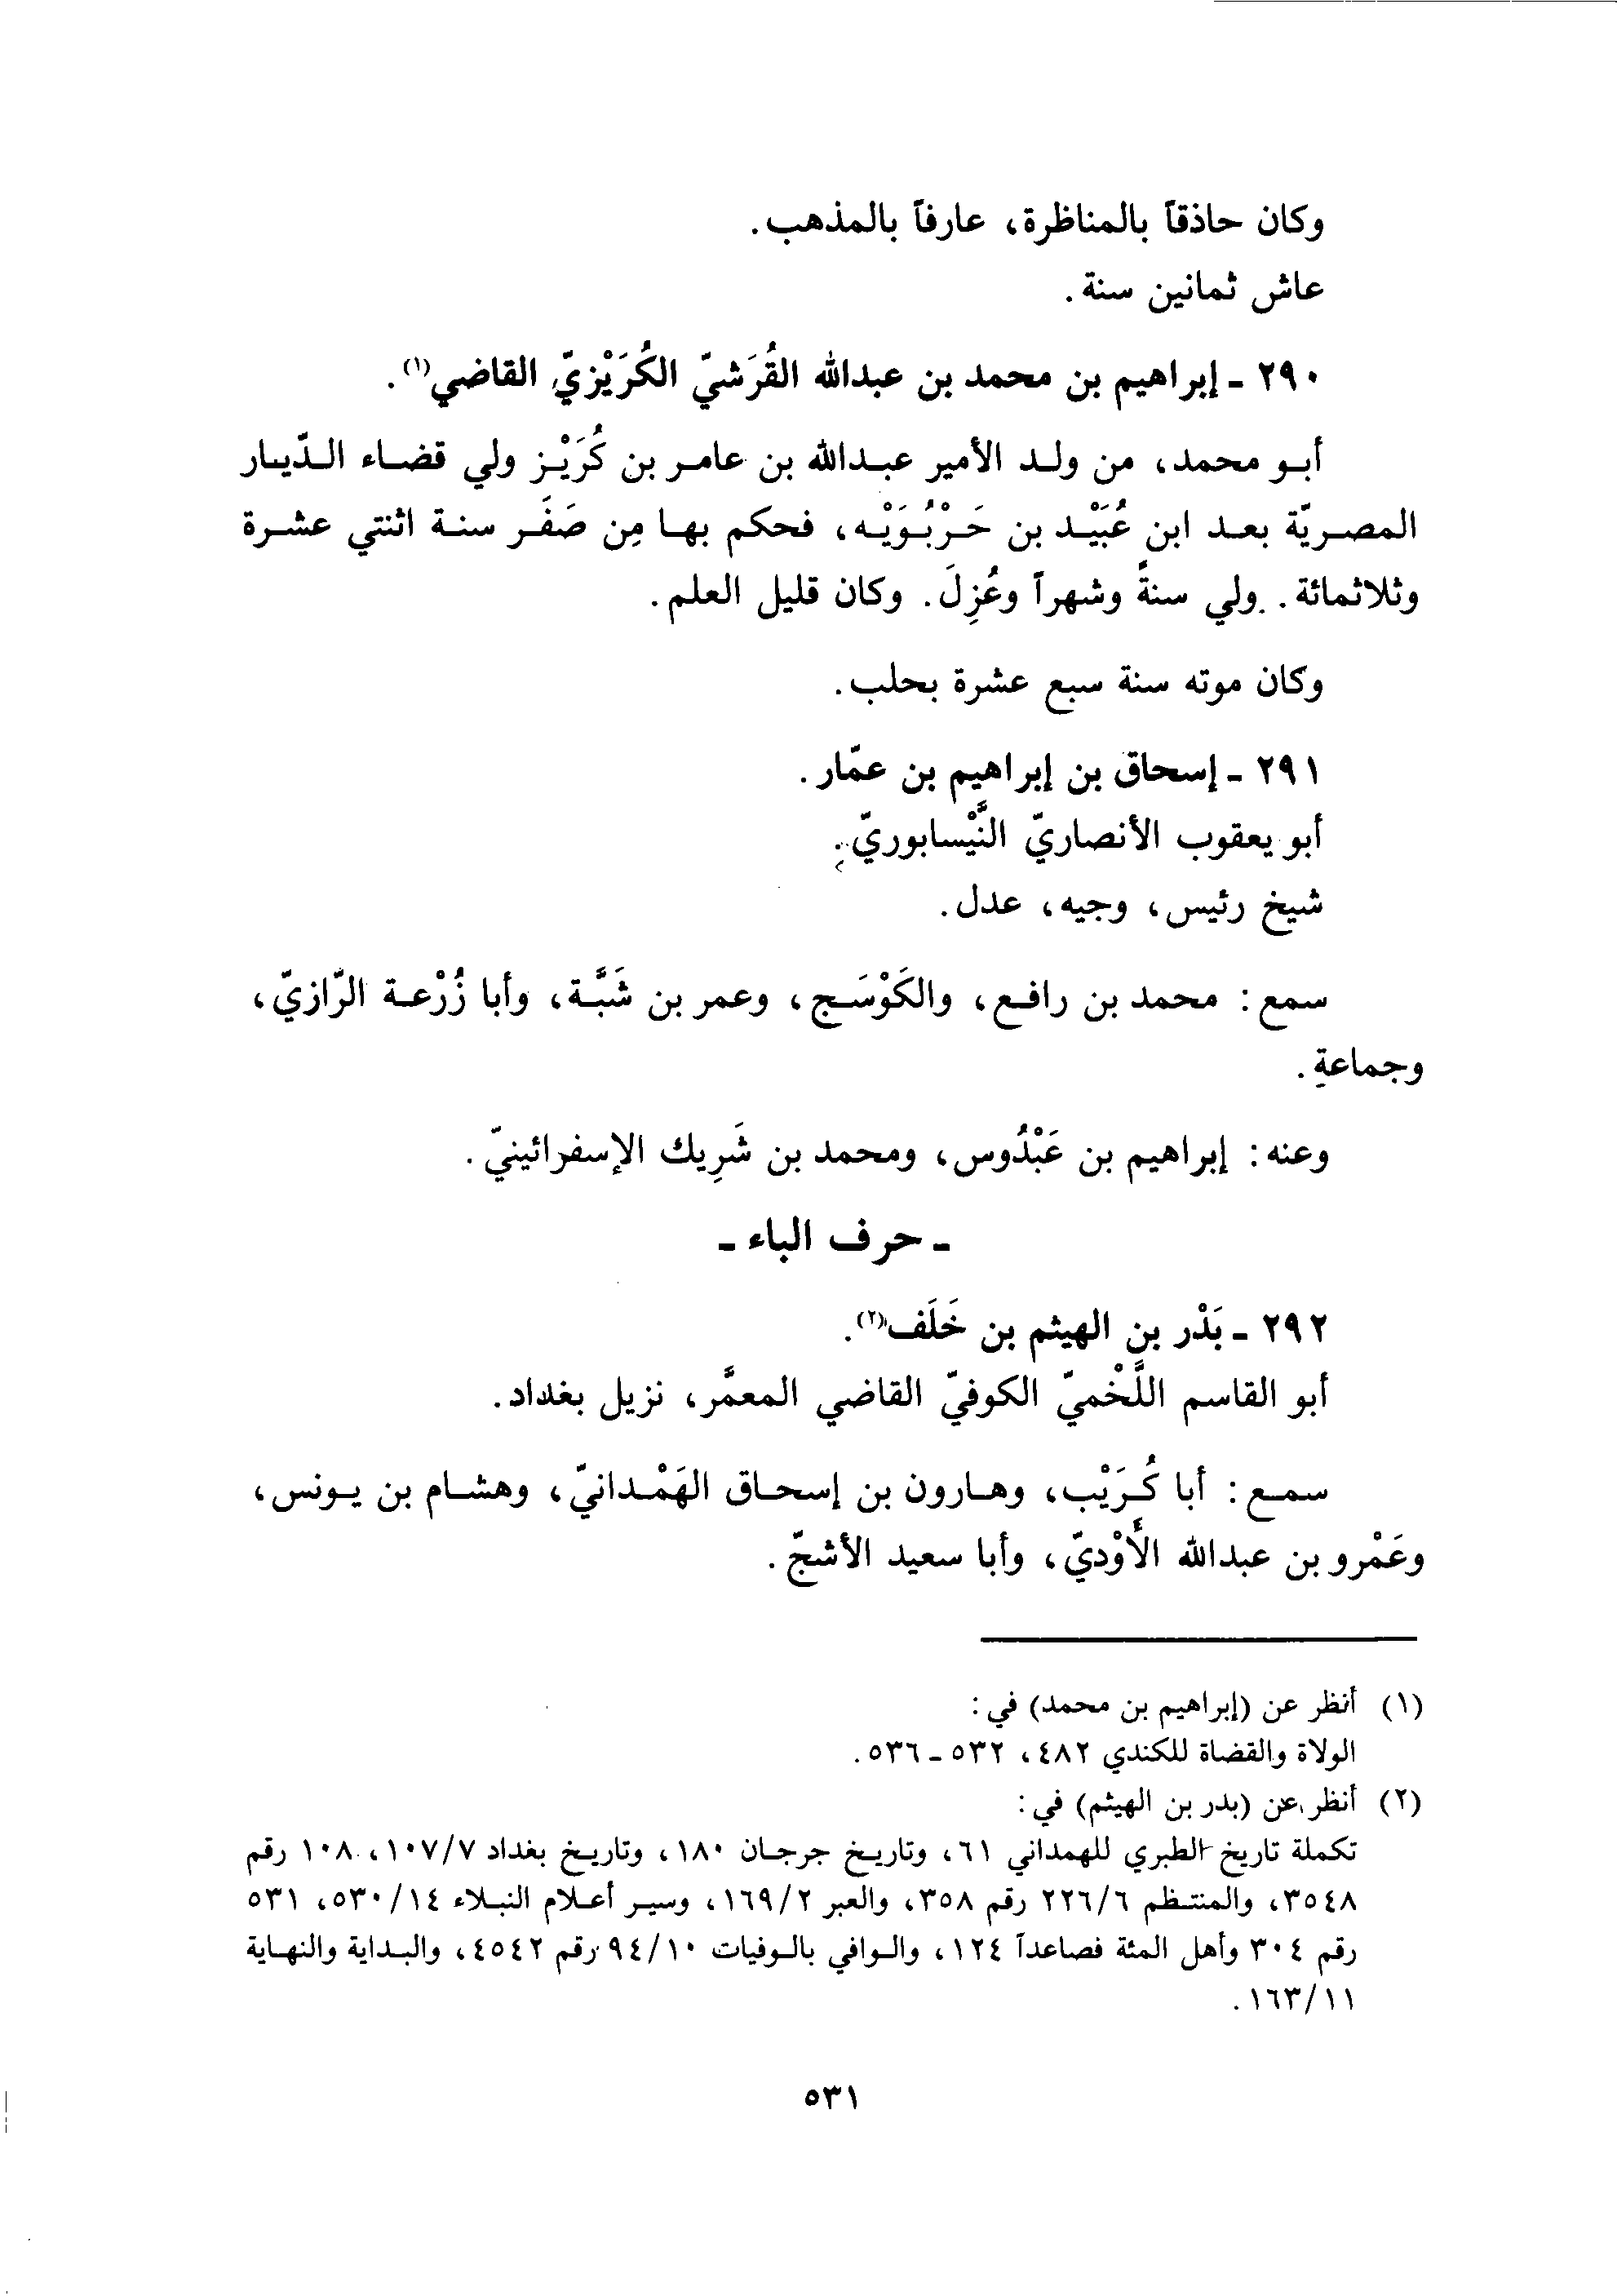 وكان حاذقاً بالمناظرة، عارفاً بالمذهب.
عاش ثمانين سنة.
٢٩٠ - إبراهيم بن محمد بن عبدالله القُرَشيّ الكُرَيْزيّ القاضي(١).
أبو محمد، من ولد الأمير عبدالله بن عامر بن كُرَيْز ولي قضاء الدّيار
المصريّة بعد ابن عُبَيْد بن حَرْبُوَيْه، فحكم بها مِن صَفَر سنة اثنتي عشرة
وثلاثمائة. ولي سنةً وشهراً وعُزِلَ. وكان قليل العلم.
وكان موته سنة سبع عشرة بحلب.
٢٩١ - إسحاق بن إبراهيم بن عمّار.
أبو يعقوب الأنصاريّ النَّيْسابوريّ.
شيخ رئيس، وجيه، عدل.
سمع: محمد بن رافع، والكَوْسَج، وعمر بن شَبَّة، وأبا زُرْعة الرّازيّ،
وجماعةٍ.
وعنه: إبراهيم بن عَبْدُوس، ومحمد بن شَرِيك الإسفرائينيّ.
- حرف الباء -
٢٩٢ - بَدْر بن الهيثم بن خَلَف(٢).
أبو القاسم اللَّخْميّ الكوفيّ القاضي المعمَّر، نزيل بغداد.
سمع: أبا كُرَيْب، وهارون بن إسحاق الهَمْدانيّ، وهشام بن يونس،
وعَمْرو بن عبدالله الأَوْديّ، وأبا سعيد الأشجّ.
(١) أنظر عن (إبراهيم بن محمد) في:
الولاة والقضاة للكندي ٤٨٢، ٥٣٢ - ٥٣٦.
(٢) أنظر عن (بدر بن الهيثم) في:
تكملة تاريخ الطبري للهمداني ٦١، وتاريخ جرجان ١٨٠، وتاريخ بغداد ١٠٧/٧، ١٠٨ رقم
٣٥٤٨، والمنتظم ٢٢٦/٦ رقم ٣٥٨، والعبر ١٦٩/٢، وسير أعلام النبلاء ٥٣٠/١٤، ٥٣١
رقم ٣٠٤ وأهل المئة فصاعداً ١٢٤، والوافي بالوفيات ٩٤/١٠ رقم ٤٥٤٢، والبداية والنهاية
١٦٣/١١.
٥٣١